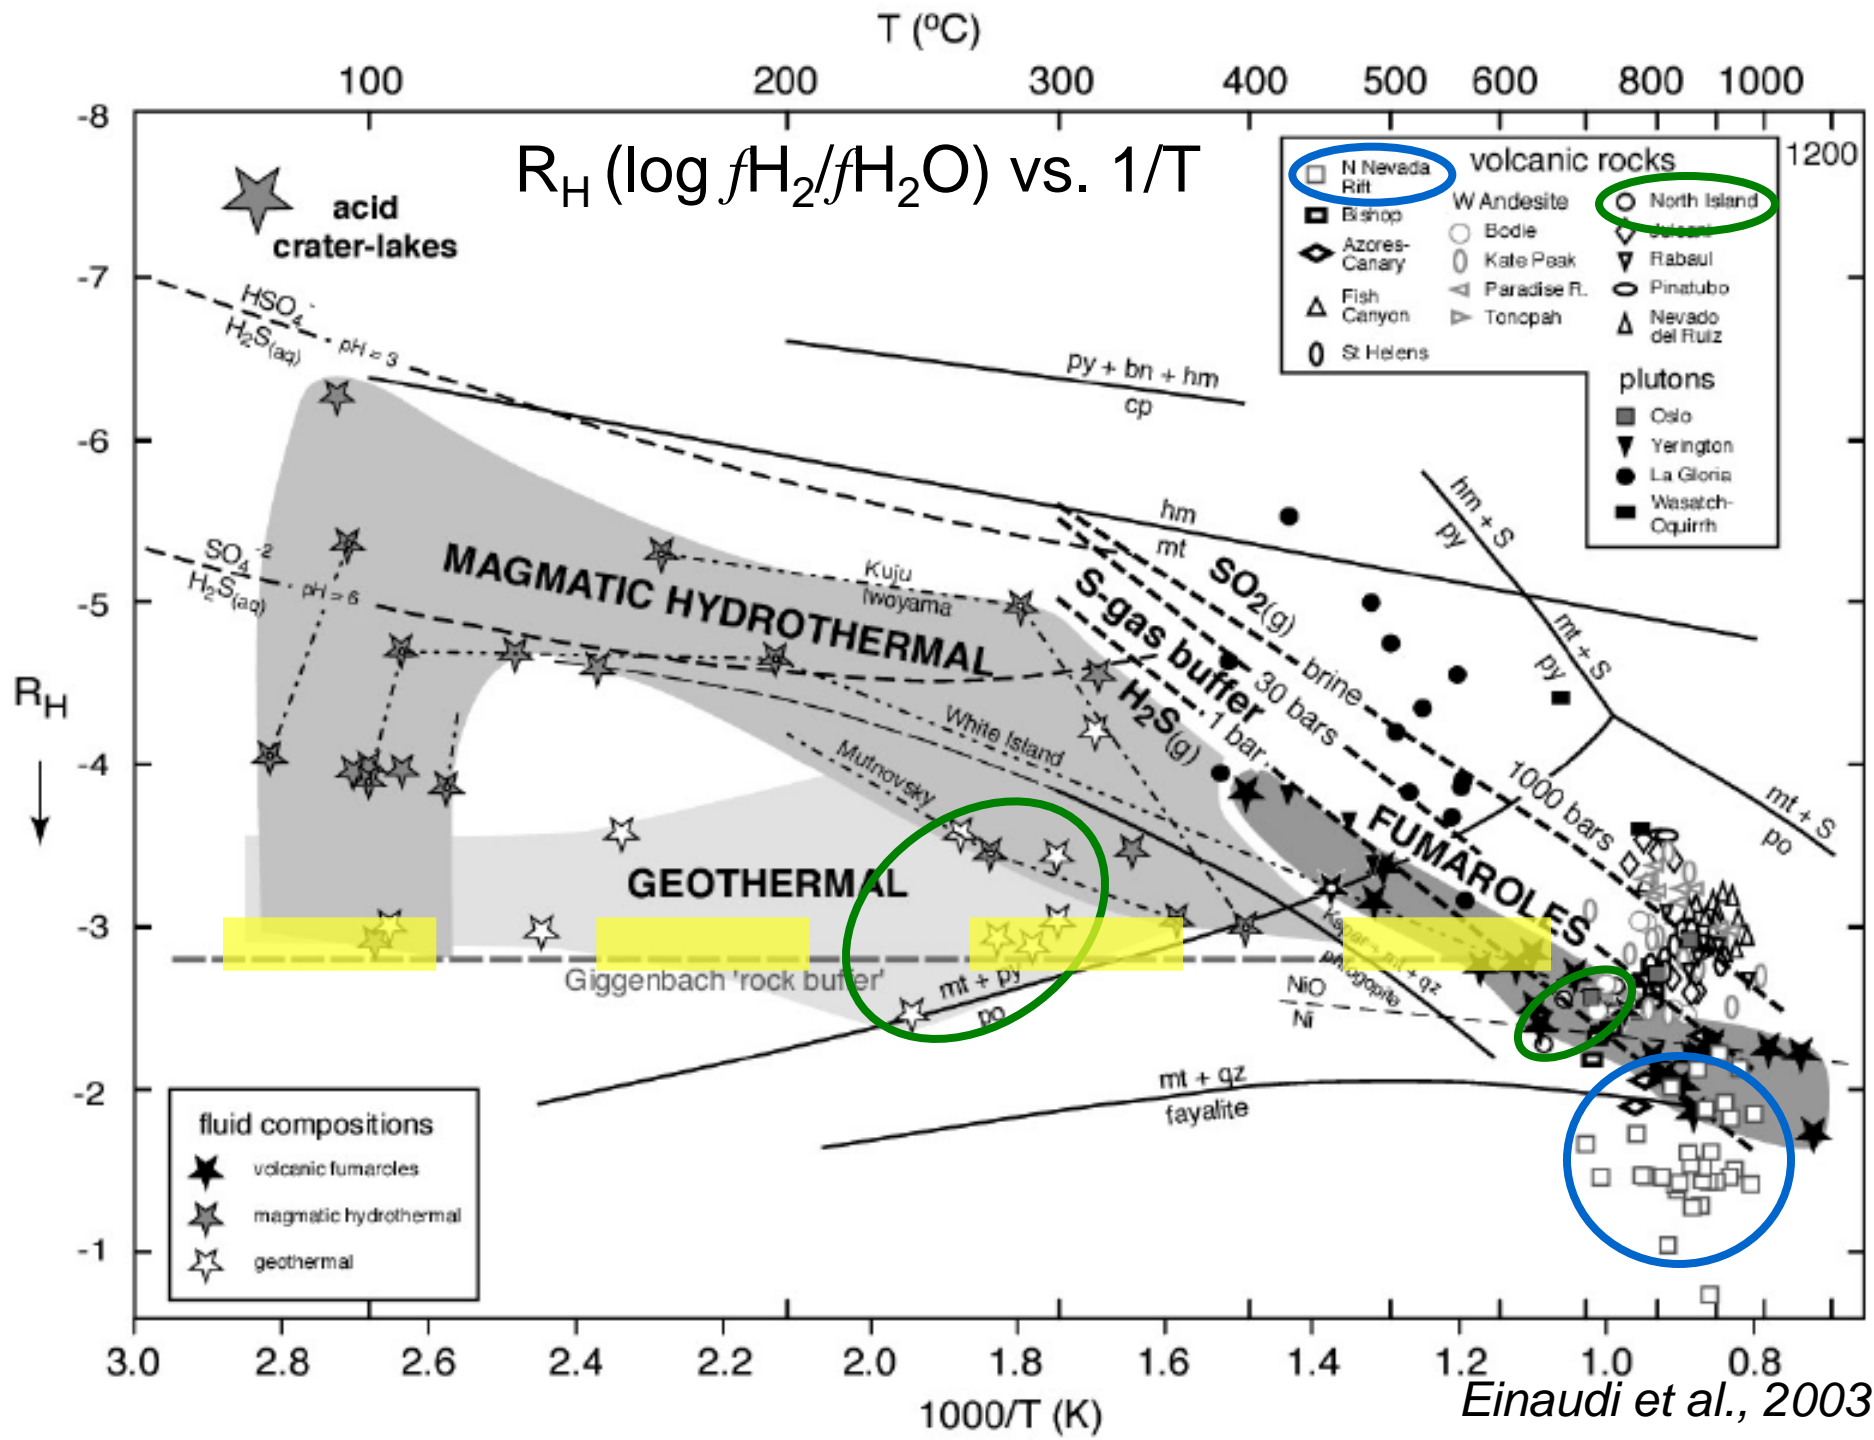 T (ºC)
100 200 300 400 500 600 800 1000
1200
-8
-7
-6
-5
-4
-3
-2
-1
R_H
R_H (log fH₂/fH₂O) vs. 1/T
acid
crater-lakes
N Nevada
Rift
Bishop
Azores-
Canary
Fish
Canyon
St Helens
volcanic rocks
W Andesite
Bodie
Kate Peak
Paradise R.
Tonopah
North Island
Julcani
Rabaul
Pinatubo
Nevado
del Ruiz
plutons
Oslo
Yerington
La Gloria
Wasatch-
Oquirrh
HSO₄⁻
H₂S(aq)
pH = 3
py + bn + hm
cp
hm
mt
hm + S
py
SO₄⁻²
H₂S(aq)
pH = 6
MAGMATIC HYDROTHERMAL
Kuju
Iwoyama
SO₂(g)
S-gas buffer
H₂S(g)
brine
30 bars
1 bar
1000 bars
mt + S
py
mt + S
po
White Island
Mutnovsky
FUMAROLES
GEOTHERMAL
Giggenbach 'rock buffer'
mt + py
po
Kspar + mt + qz
phlogopite
NiO
Ni
mt + qz
fayalite
fluid compositions
volcanic fumaroles
magmatic hydrothermal
geothermal
3.0 2.8 2.6 2.4 2.2 2.0 1.8 1.6 1.4 1.2 1.0 0.8
1000/T (K)
Einaudi et al., 2003